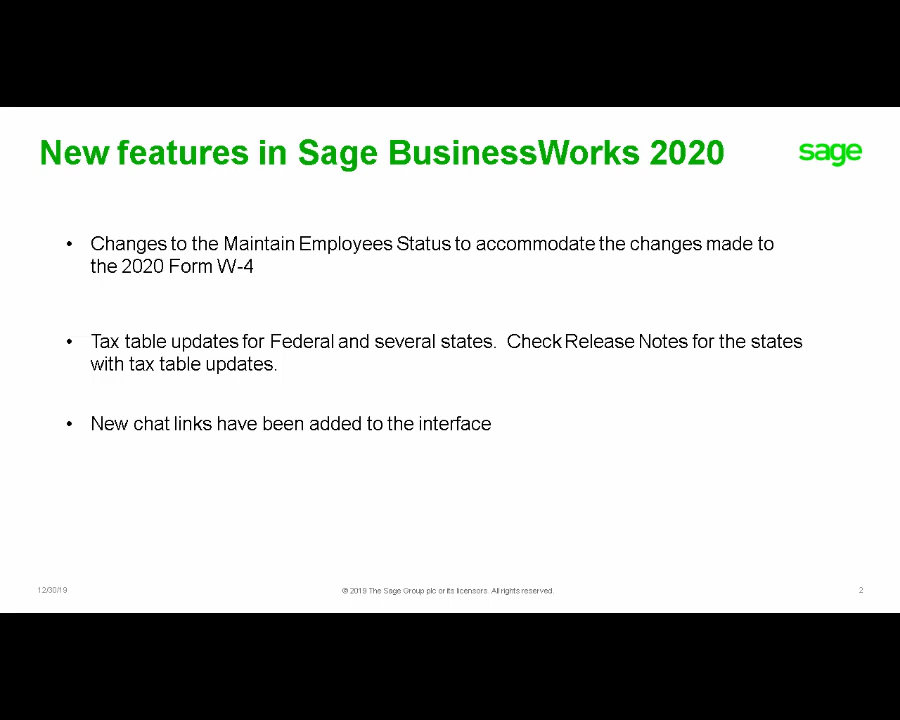 New features in Sage BusinessWorks 2020
sage
• Changes to the Maintain Employees Status to accommodate the changes made to
the 2020 Form W-4
• Tax table updates for Federal and several states.  Check Release Notes for the states
with tax table updates.
• New chat links have been added to the interface
12/30/19
© 2019 The Sage Group plc or its licensors. All rights reserved.
2